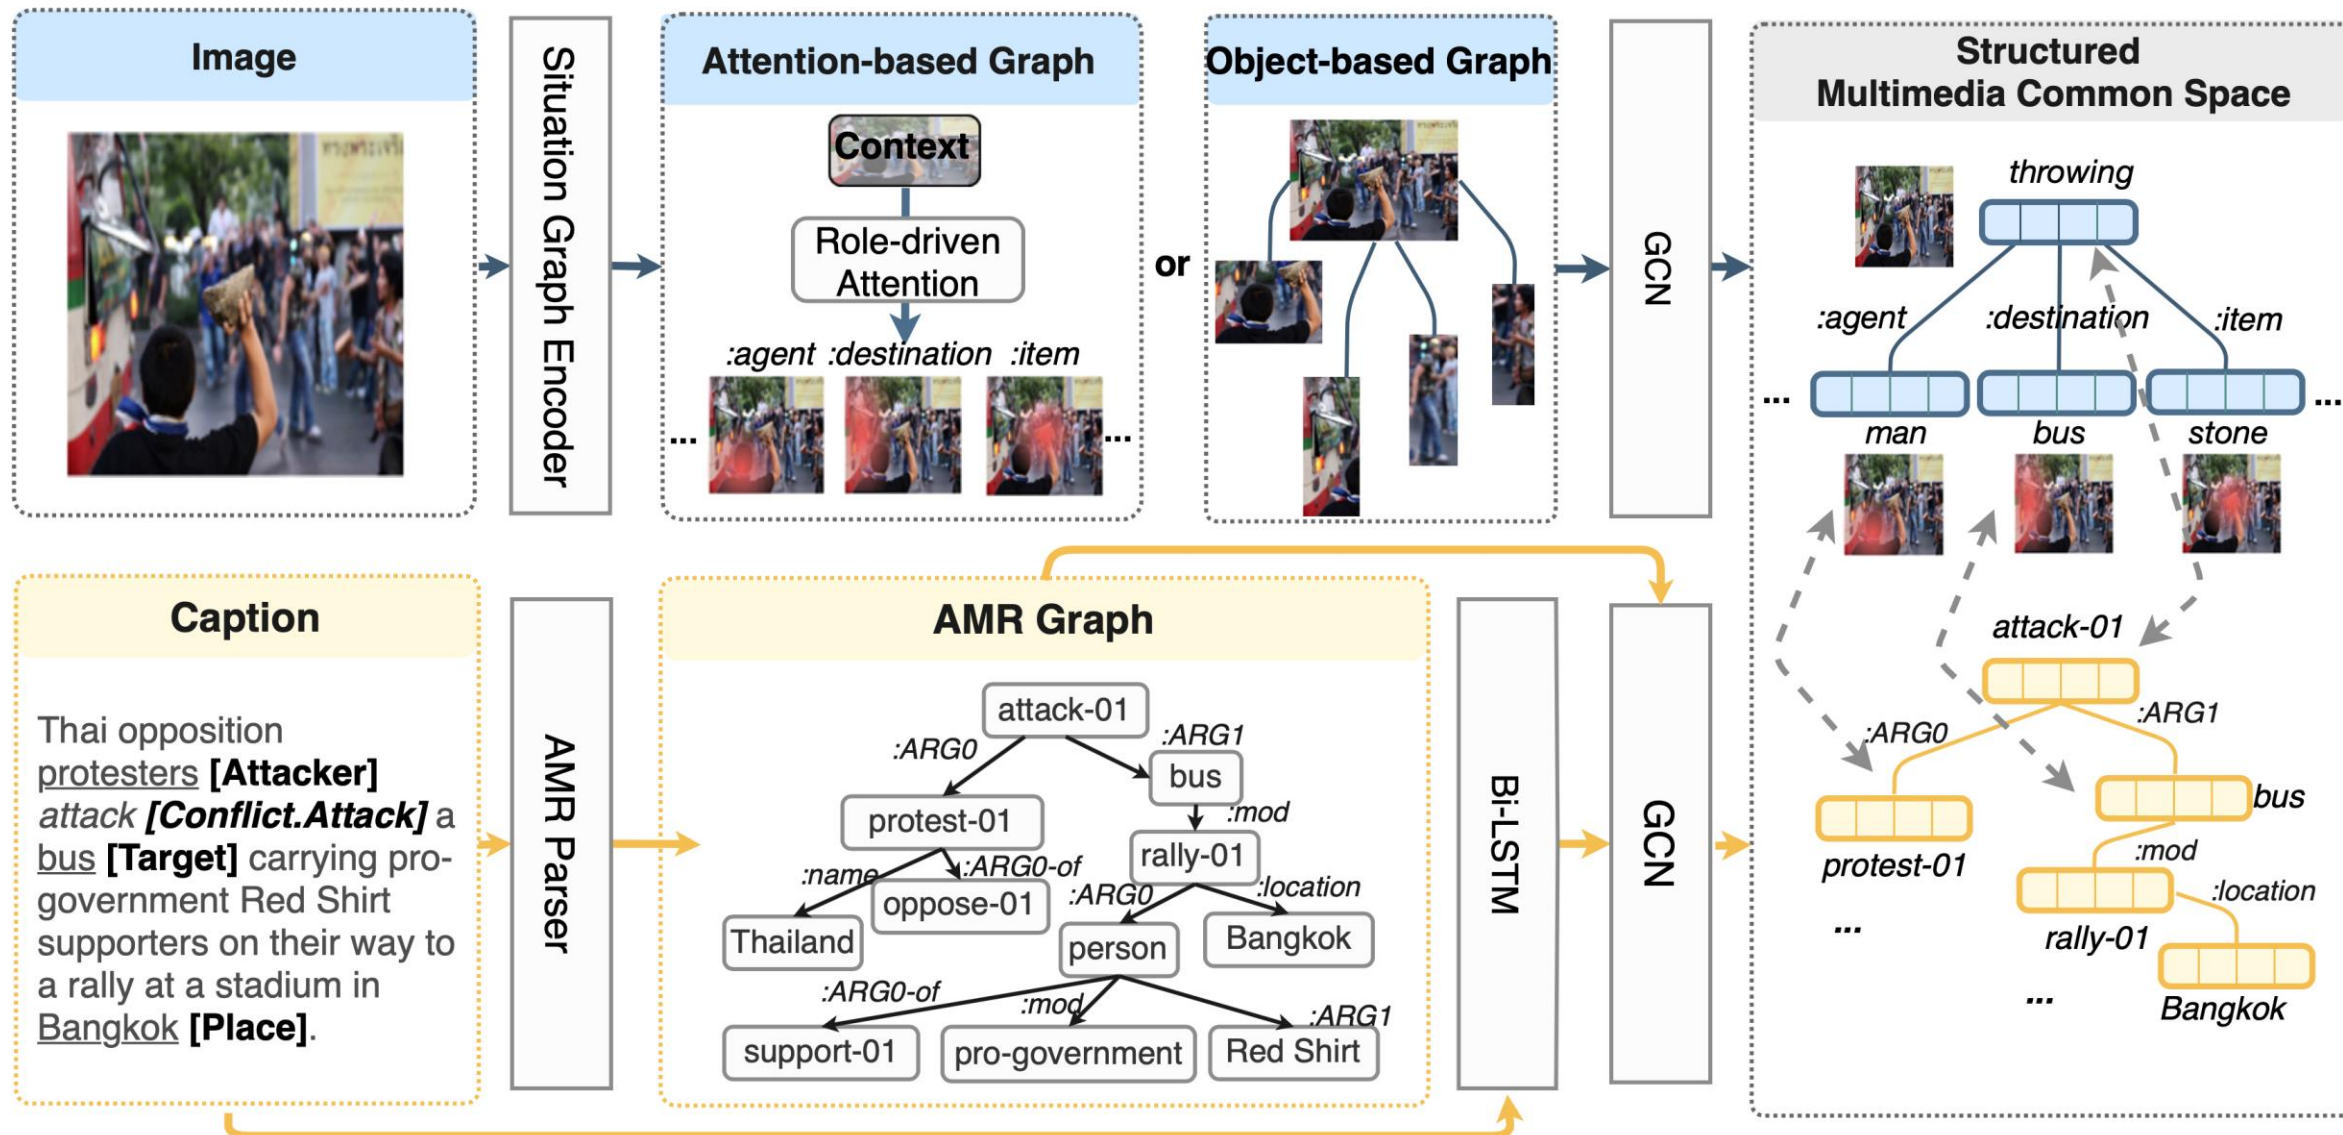 Image
Situation Graph Encoder
Attention-based Graph
Context
Role-driven
Attention
:agent :destination :item
...
...
or
Object-based Graph
GCN
Structured
Multimedia Common Space
throwing
:agent
:destination
:item
...
...
man
bus
stone
attack-01
:ARG0
:ARG1
protest-01
bus
:mod
rally-01
:location
Bangkok
...
...
Caption
Thai opposition
protesters [Attacker]
attack [Conflict.Attack] a
bus [Target] carrying pro-
government Red Shirt
supporters on their way to
a rally at a stadium in
Bangkok [Place].
AMR Parser
AMR Graph
attack-01
:ARG0
:ARG1
bus
protest-01
:mod
rally-01
:name
:ARG0-of
:ARG0
:location
Thailand
oppose-01
person
Bangkok
:ARG0-of
:mod
:ARG1
support-01
pro-government
Red Shirt
Bi-LSTM
GCN